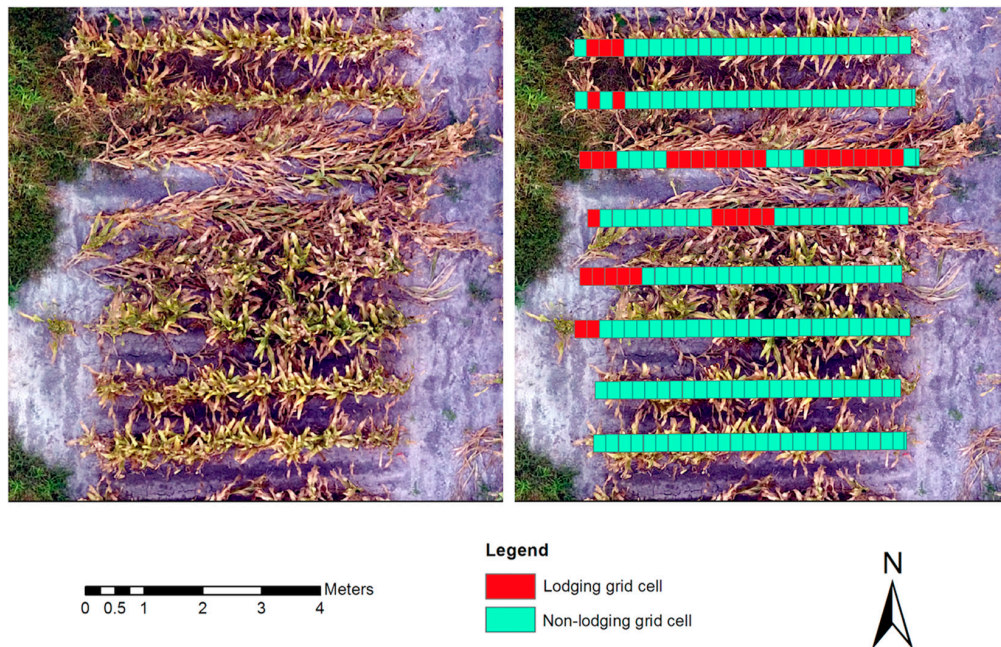 Legend
Lodging grid cell
Non-lodging grid cell
Meters
0 0.5 1 2 3 4
N